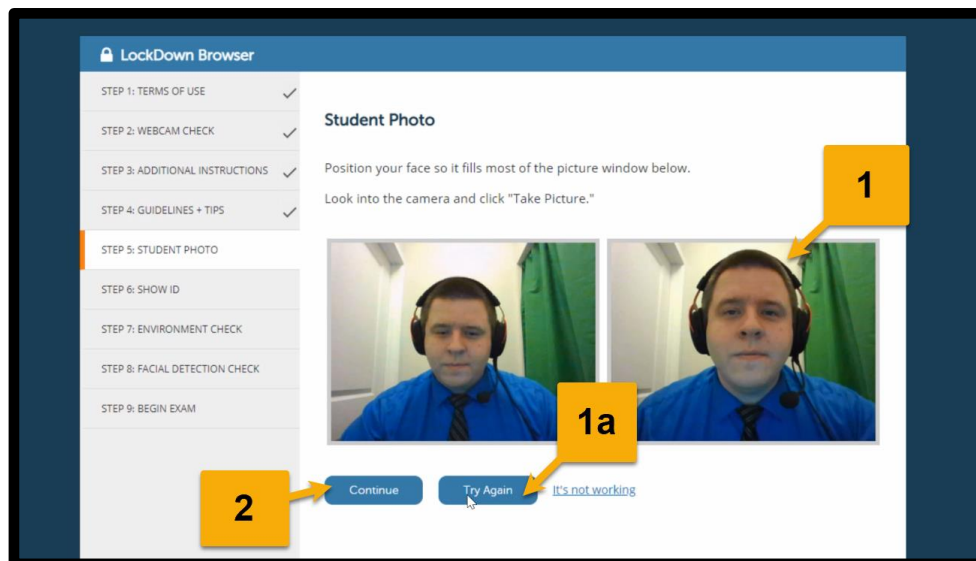 LockDown Browser
STEP 1: TERMS OF USE
STEP 2: WEBCAM CHECK
STEP 3: ADDITIONAL INSTRUCTIONS
STEP 4: GUIDELINES + TIPS
STEP 5: STUDENT PHOTO
STEP 6: SHOW ID
STEP 7: ENVIRONMENT CHECK
STEP 8: FACIAL DETECTION CHECK
STEP 9: BEGIN EXAM
Student Photo
Position your face so it fills most of the picture window below.
Look into the camera and click "Take Picture."
1
1a
2
Continue
Try Again
It's not working